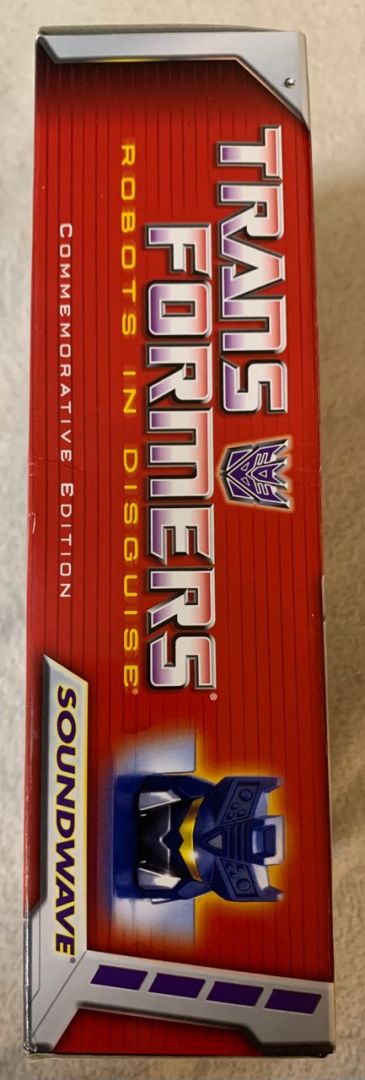 TRANS
FORMERS®
ROBOTS IN DISGUISE®
COMMEMORATIVE EDITION
SOUNDWAVE®